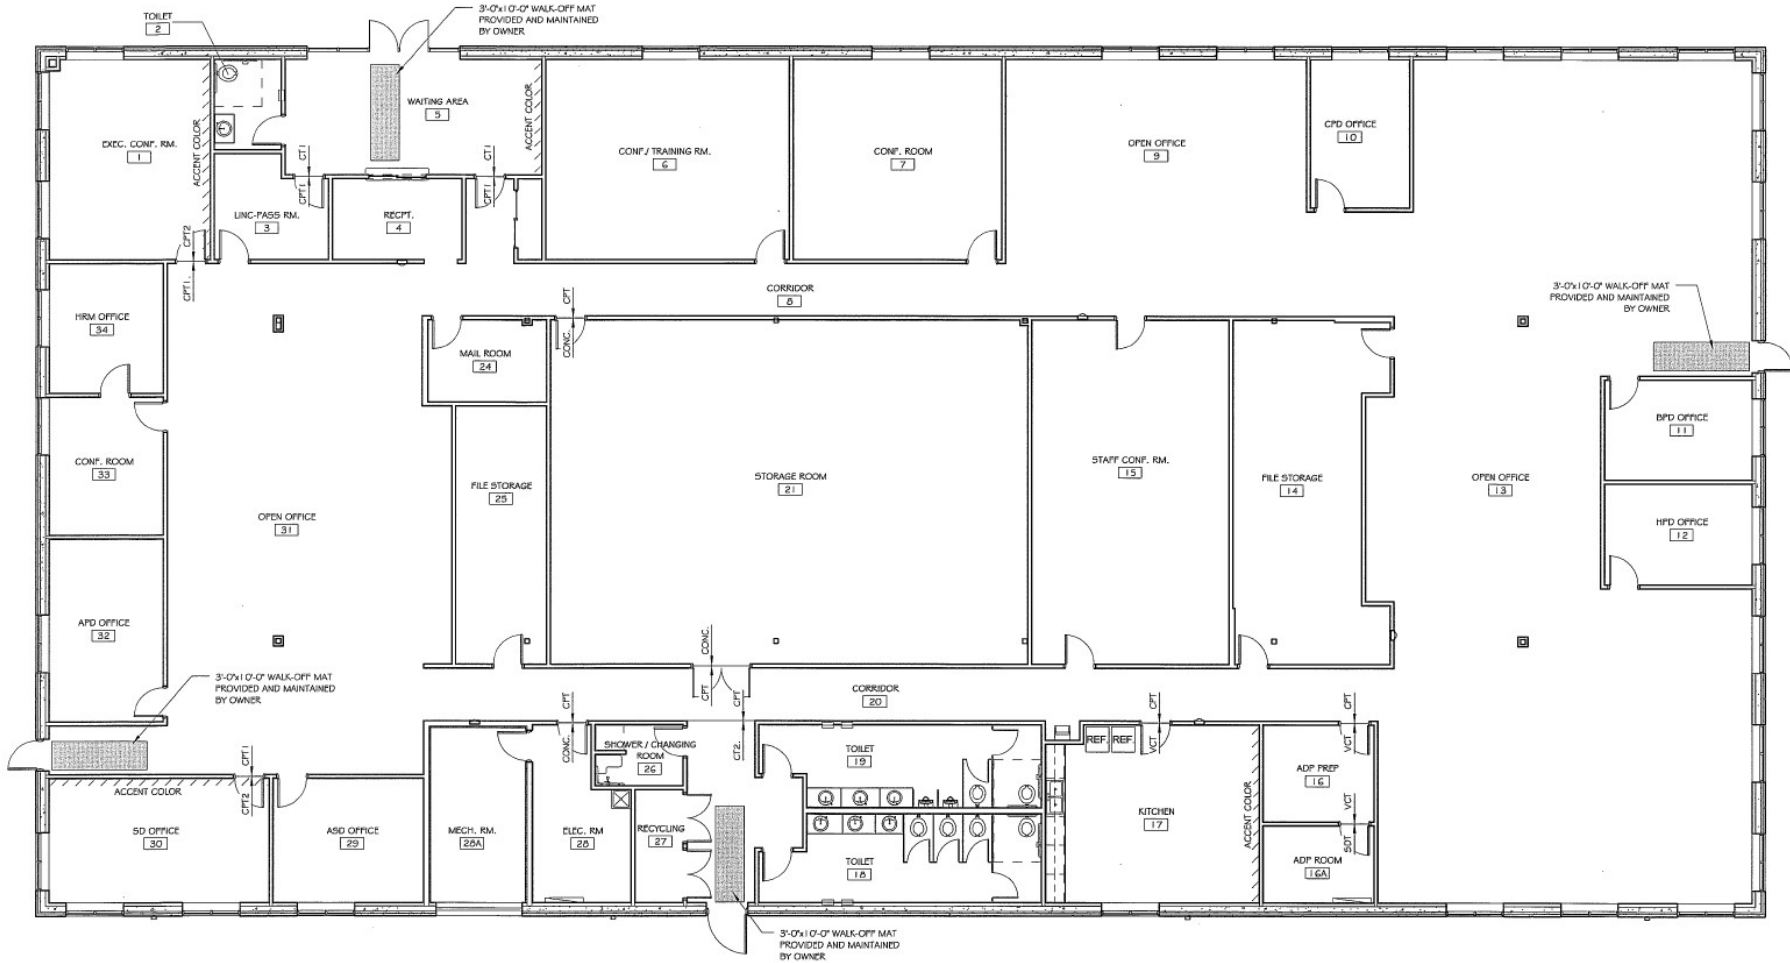 TOILET
2
3'-0"x10'-0" WALK-OFF MAT
PROVIDED AND MAINTAINED
BY OWNER
EXEC. CONF. RM.
1
ACCENT COLOR
WAITING AREA
5
ACCENT COLOR
CONF./ TRAINING RM.
6
CONF. ROOM
7
OPEN OFFICE
9
CPD OFFICE
10
CT1
CPT1
CT1
CPT1
LINC-PASS RM.
3
RECPT.
4
CPT2
CPT1.
CORRIDOR
8
3'-0"x10'-0" WALK-OFF MAT
PROVIDED AND MAINTAINED
BY OWNER
HRM OFFICE
34
CPT
CONC.
MAIL ROOM
24
BPD OFFICE
11
CONF. ROOM
33
FILE STORAGE
25
STORAGE ROOM
21
STAFF CONF. RM.
15
FILE STORAGE
14
OPEN OFFICE
13
OPEN OFFICE
31
HPD OFFICE
12
APD OFFICE
32
CONC.
CPT
3'-0"x10'-0" WALK-OFF MAT
PROVIDED AND MAINTAINED
BY OWNER
CORRIDOR
20
CPT
CONC.
CPT
CT2.
CPT
VCT
CPT
VCT
REF.
REF.
SHOWER / CHANGING
ROOM
26
TOILET
19
ADP PREP
16
CPT1
CPT2
ACCENT COLOR
SD OFFICE
30
ASD OFFICE
29
MECH. RM.
28A
ELEC. RM
28
RECYCLING
27
TOILET
18
KITCHEN
17
ACCENT COLOR
VCT
SDT
ADP ROOM
16A
3'-0"x10'-0" WALK-OFF MAT
PROVIDED AND MAINTAINED
BY OWNER